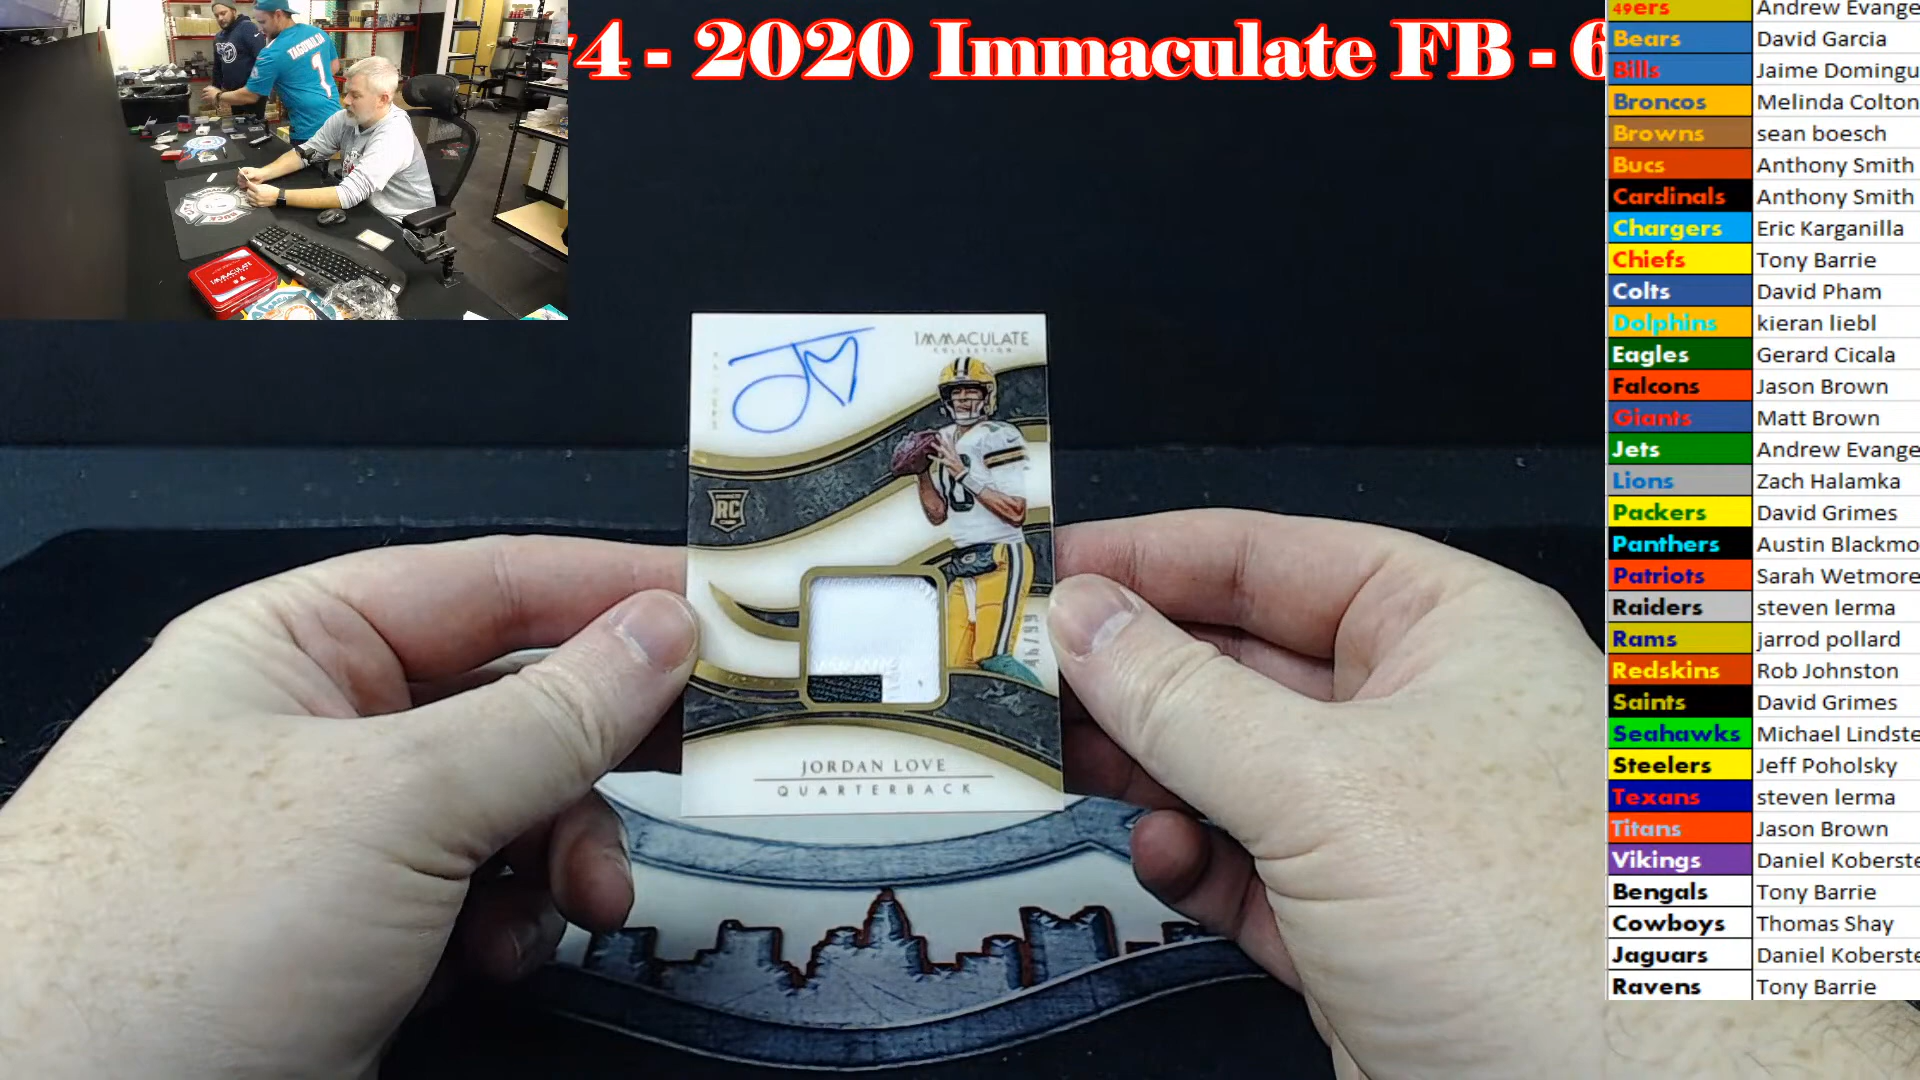 4 - 2020 Immaculate FB - 6
TAGOVAILOA
1
IMMACULATE
IMMACULATE
COLLECTION
RC
JORDAN LOVE
QUARTERBACK
49ers Andrew Evange
Bears David Garcia
Bills Jaime Domingu
Broncos Melinda Colton
Browns sean boesch
Bucs Anthony Smith
Cardinals Anthony Smith
Chargers Eric Karganilla
Chiefs Tony Barrie
Colts David Pham
Dolphins kieran liebl
Eagles Gerard Cicala
Falcons Jason Brown
Giants Matt Brown
Jets Andrew Evange
Lions Zach Halamka
Packers David Grimes
Panthers Austin Blackmo
Patriots Sarah Wetmore
Raiders steven lerma
Rams jarrod pollard
Redskins Rob Johnston
Saints David Grimes
Seahawks Michael Lindste
Steelers Jeff Poholsky
Texans steven lerma
Titans Jason Brown
Vikings Daniel Koberste
Bengals Tony Barrie
Cowboys Thomas Shay
Jaguars Daniel Koberste
Ravens Tony Barrie